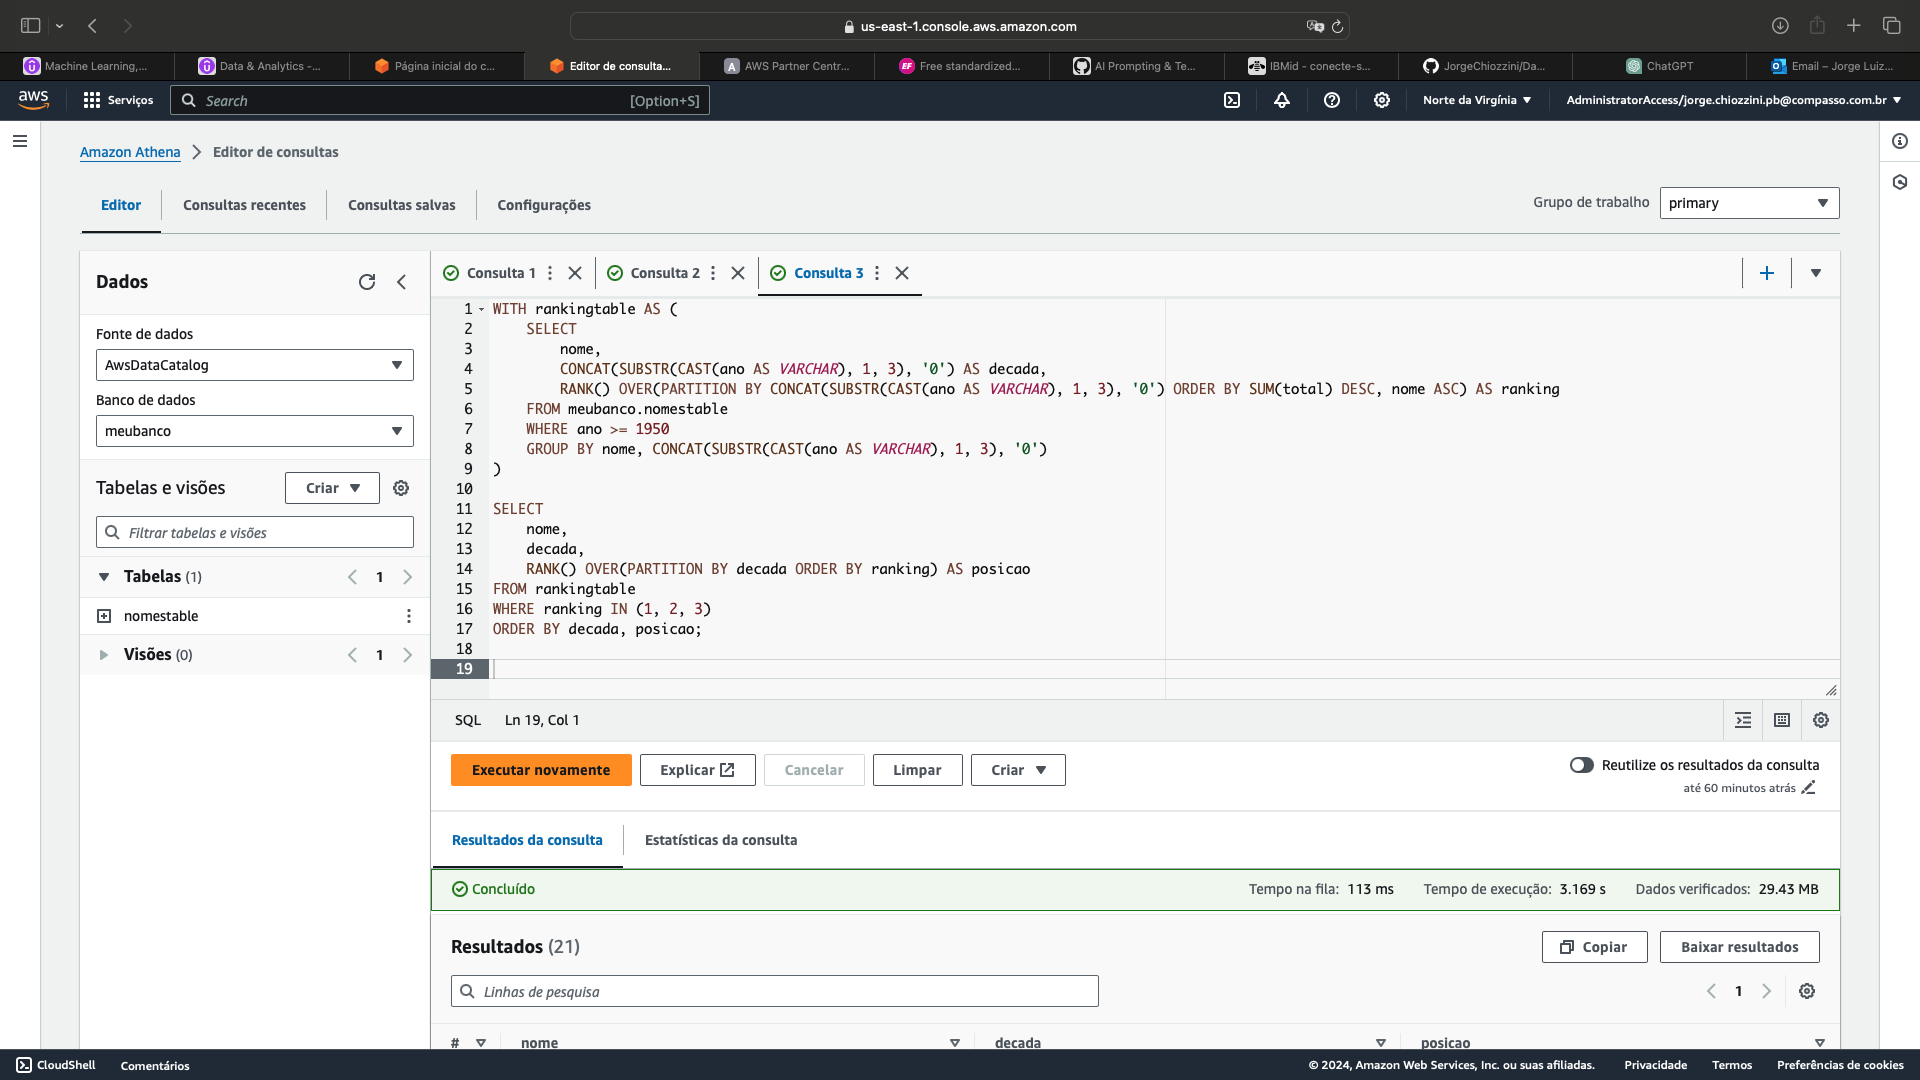 us-east-1.console.aws.amazon.com
Machine Learning,...
Data & Analytics -...
Página inicial do c...
Editor de consulta...
AWS Partner Centr...
Free standardized...
AI Prompting & Te...
IBMid - conecte-s...
JorgeChiozzini/Da...
ChatGPT
Email – Jorge Luiz...
aws
Serviços
Search
[Option+S]
Norte da Virgínia
AdministratorAccess/jorge.chiozzini.pb@compasso.com.br
Amazon Athena
Editor de consultas
Editor
Consultas recentes
Consultas salvas
Configurações
Grupo de trabalho
primary
Dados
Fonte de dados
AwsDataCatalog
Banco de dados
meubanco
Tabelas e visões
Criar
Filtrar tabelas e visões
Tabelas (1)
1
nomestable
Visões (0)
1
Consulta 1
Consulta 2
Consulta 3
1 WITH rankingtable AS (
2 SELECT
3 nome,
4 CONCAT(SUBSTR(CAST(ano AS VARCHAR), 1, 3), '0') AS decada,
5 RANK() OVER(PARTITION BY CONCAT(SUBSTR(CAST(ano AS VARCHAR), 1, 3), '0') ORDER BY SUM(total) DESC, nome ASC) AS ranking
6 FROM meubanco.nomestable
7 WHERE ano >= 1950
8 GROUP BY nome, CONCAT(SUBSTR(CAST(ano AS VARCHAR), 1, 3), '0')
9 )
10
11 SELECT
12 nome,
13 decada,
14 RANK() OVER(PARTITION BY decada ORDER BY ranking) AS posicao
15 FROM rankingtable
16 WHERE ranking IN (1, 2, 3)
17 ORDER BY decada, posicao;
18
19
SQL Ln 19, Col 1
Executar novamente
Explicar
Cancelar
Limpar
Criar
Reutilize os resultados da consulta
até 60 minutos atrás
Resultados da consulta
Estatísticas da consulta
Concluído
Tempo na fila: 113 ms
Tempo de execução: 3.169 s
Dados verificados: 29.43 MB
Resultados (21)
Copiar
Baixar resultados
Linhas de pesquisa
1
#
nome
decada
posicao
CloudShell
Comentários
© 2024, Amazon Web Services, Inc. ou suas afiliadas.
Privacidade
Termos
Preferências de cookies